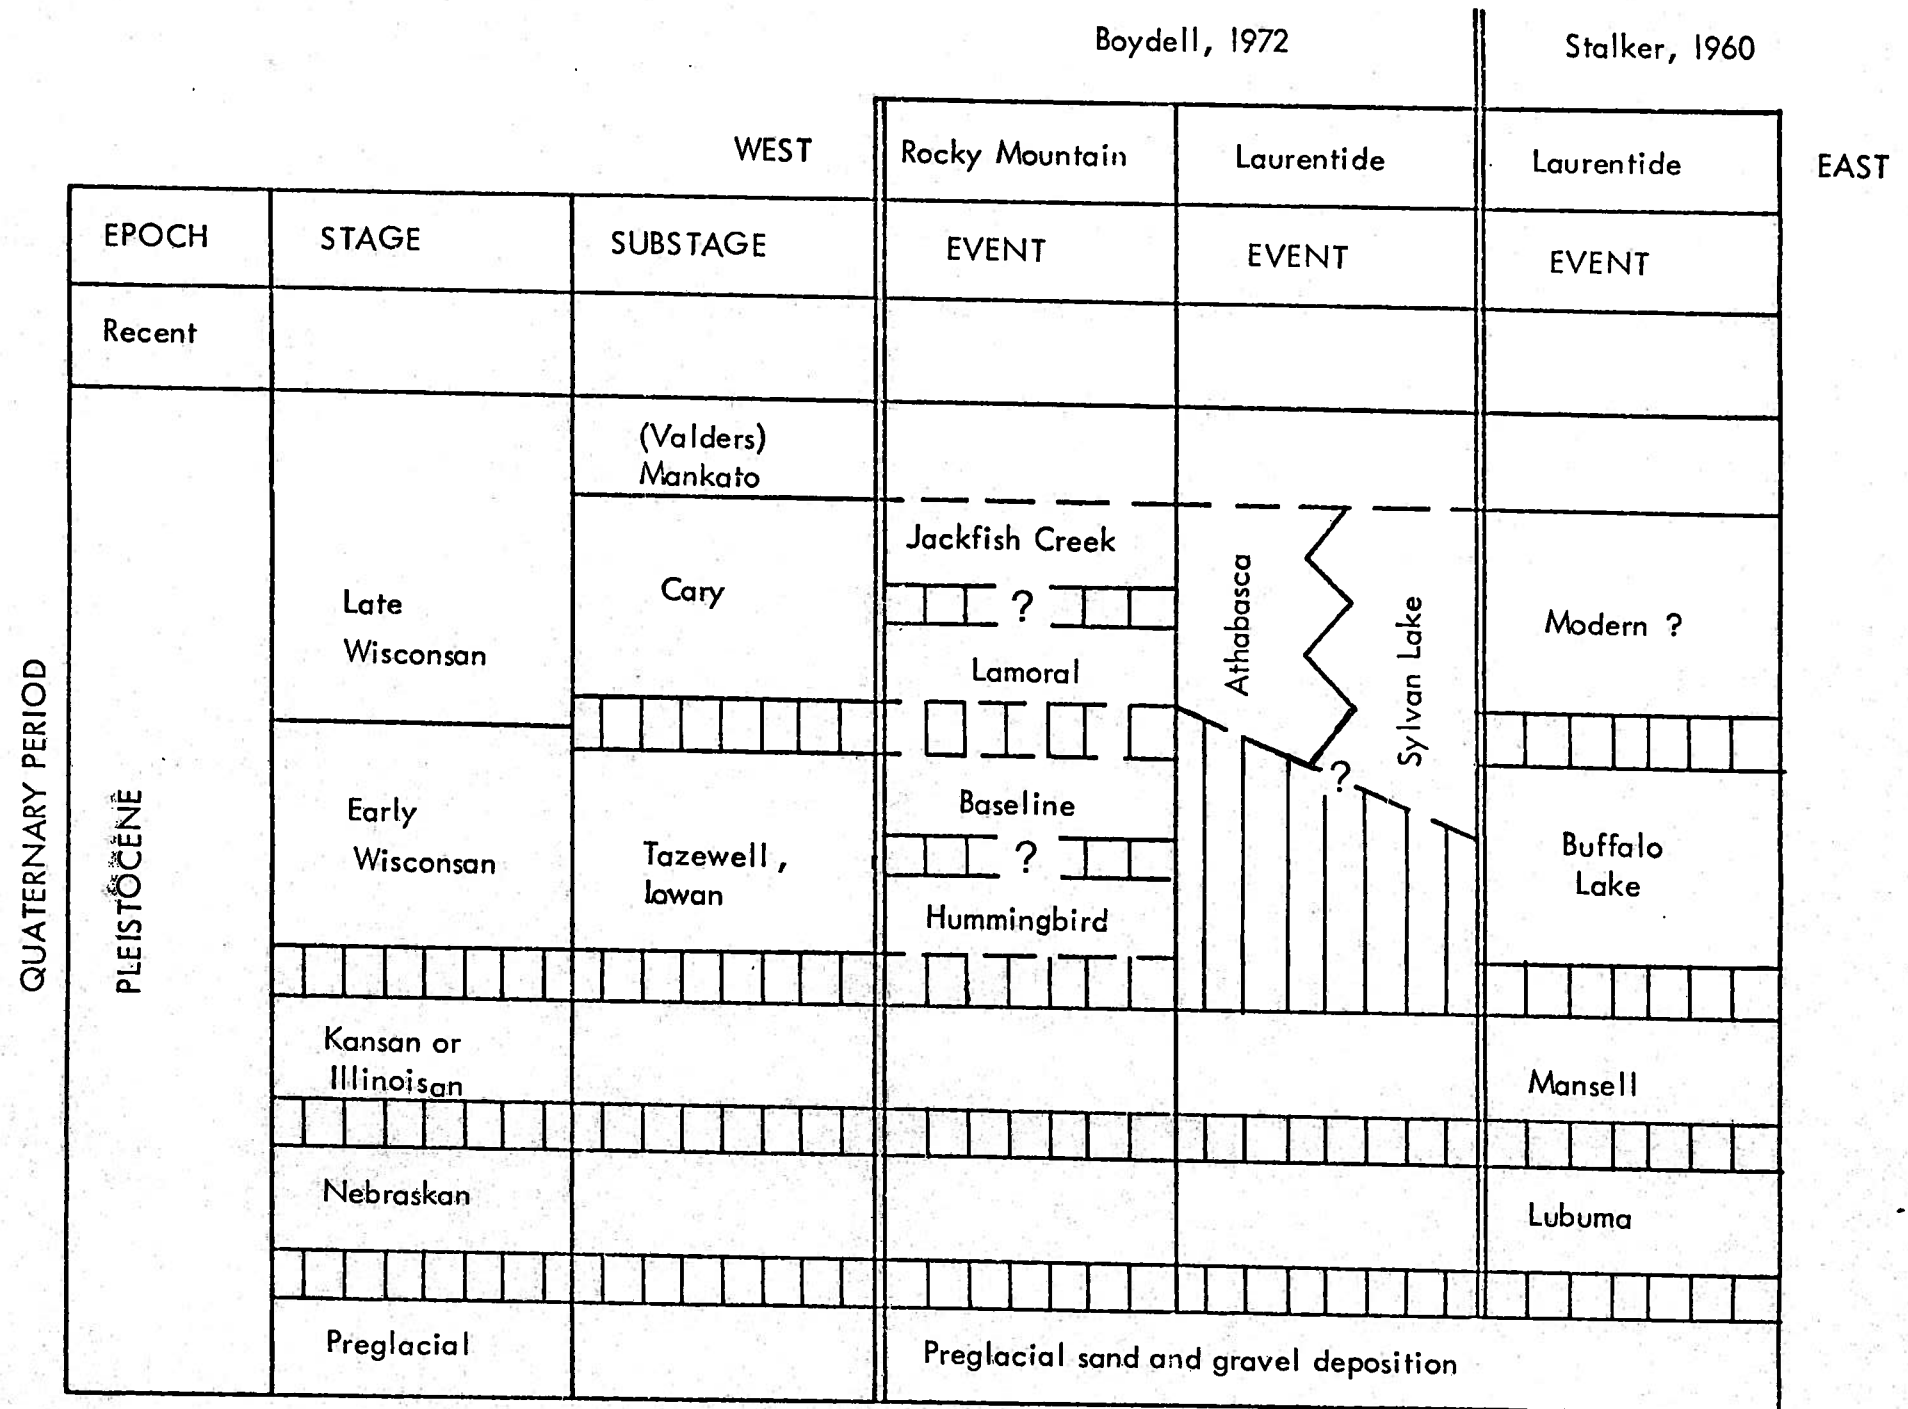 Boydell, 1972
Stalker, 1960
WEST
Rocky Mountain
Laurentide
Laurentide
EAST
EPOCH
STAGE
SUBSTAGE
EVENT
EVENT
EVENT
Recent
(Valders)
Mankato
Jackfish Creek
Late
Wisconsan
Cary
?
Lamoral
Athabasca
Sylvan Lake
Modern ?
QUATERNARY PERIOD
PLEISTOCENE
Early
Wisconsan
Tazewell,
Iowan
Baseline
?
Hummingbird
?
Buffalo
Lake
Kansan or
Illinoisan
Mansell
Nebraskan
Lubuma
Preglacial
Preglacial sand and gravel deposition